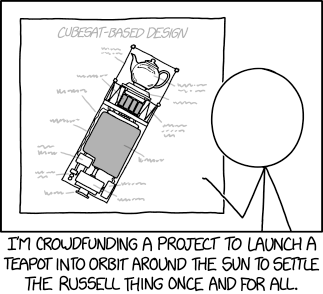 CUBESAT-BASED DESIGN
I'M CROWDFUNDING A PROJECT TO LAUNCH A
TEAPOT INTO ORBIT AROUND THE SUN TO SETTLE
THE RUSSELL THING ONCE AND FOR ALL.